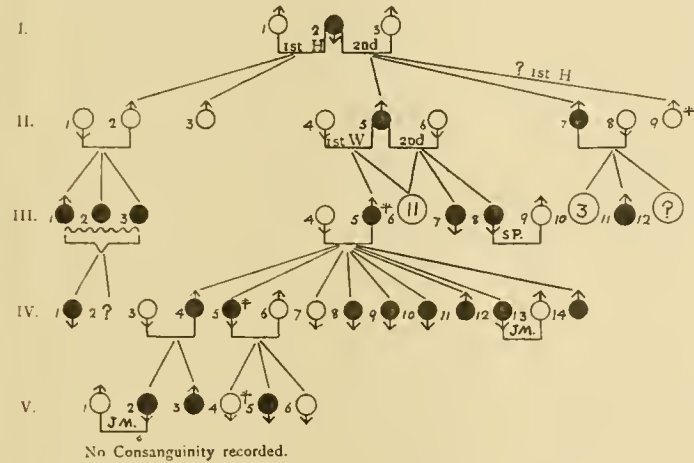 I. 1 2 3
1st H 2nd
? 1st H
II. 1 2 3 4 5 6 7 8 9 *
1st W 2nd
III. 1 2 3 4 5 * 6 11 7 8 9 10 3 11 12 ?
SP.
IV. 1 2 ? 3 4 5 * 6 7 8 9 10 11 12 13 14
J.M.
V. 1 2 3 4 * 5 6
J.M.
No Consanguinity recorded.